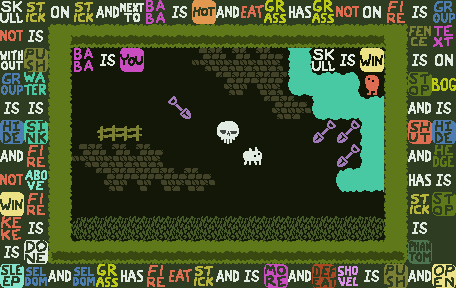 SKULL ON STICK AND NEXT TO BABA IS HOT AND EAT GRASS HAS GRASS NOT ON FIRE IS GROUP
NOT IS FENCE TEXT
WITHOUT PUSH BABA IS YOU SKULL IS WIN IS ON
GROUP WATER STOP BOG
IS IS IS IS
HIDE SINK SHUT HIDE
AND FIRE AND HEDGE
NOT ABOVE HAS IS
WIN FIRE STICK STOP
KEKE IS IS
IS DONE PHANTOM
SLEEP SELDOM AND SELDOM GRASS HAS FIRE EAT STICK IS MORE AND DEFEAT SHOVEL IS PUSH AND OPEN